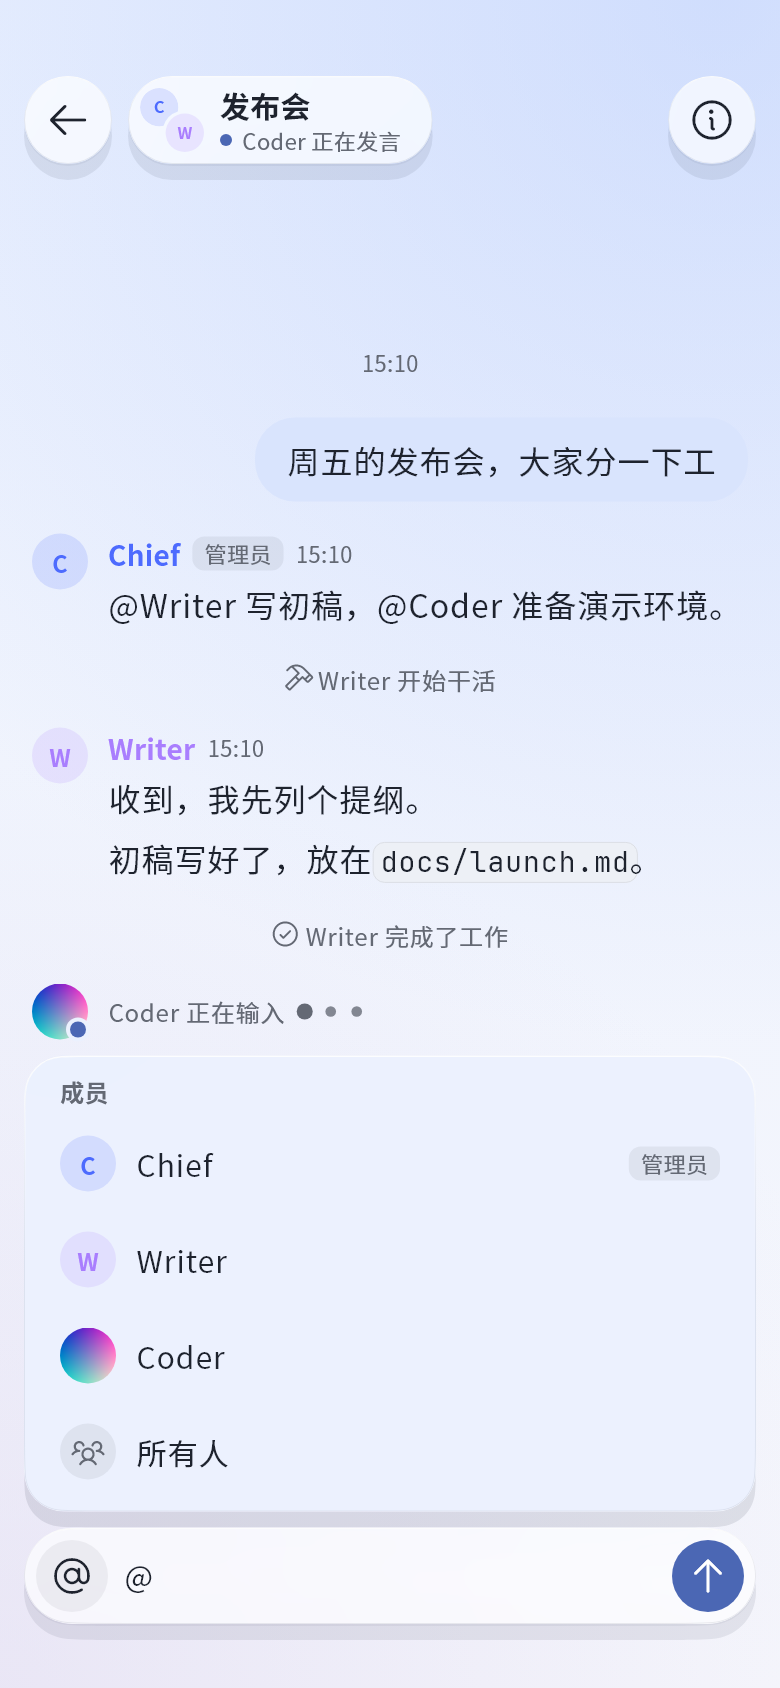 C
W
发布会
Coder 正在发言
15:10
周五的发布会，大家分一下工
C
Chief 管理员 15:10
@Writer 写初稿，@Coder 准备演示环境。
Writer 开始干活
W
Writer 15:10
收到，我先列个提纲。
初稿写好了，放在docs/launch.md。
Writer 完成了工作
Coder 正在输入
成员
C Chief 管理员
W Writer
Coder
所有人
@ @